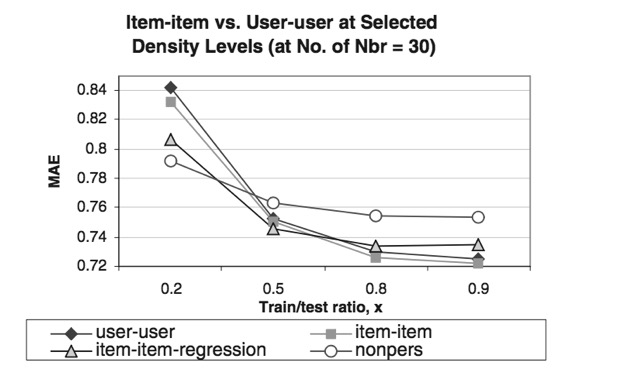 Item-item vs. User-user at Selected
Density Levels (at No. of Nbr = 30)
0.84
0.82
0.8
0.78
0.76
0.74
0.72
MAE
0.2 0.5 0.8 0.9
Train/test ratio, x
user-user item-item
item-item-regression nonpers